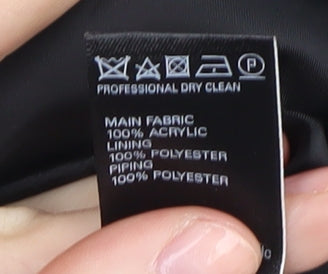 P
PROFESSIONAL DRY CLEAN
MAIN FABRIC
100% ACRYLIC
LINING
100% POLYESTER
PIPING
100% POLYESTER